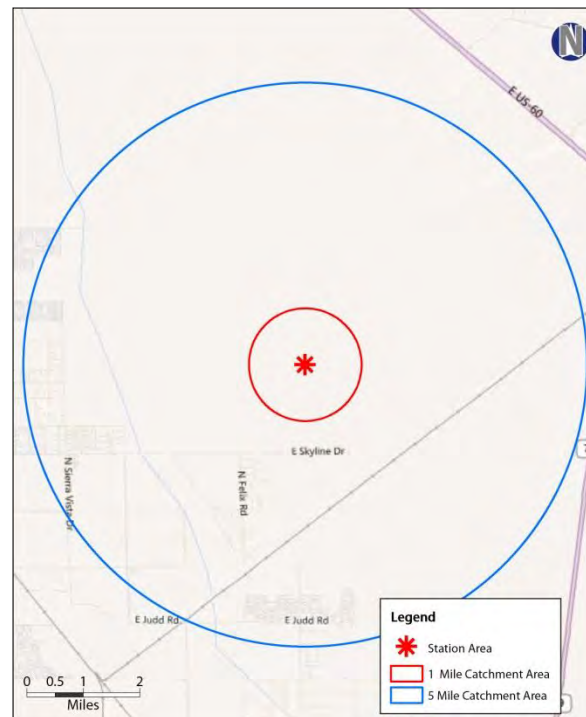 N
E US-60
E Skyline Dr
N Sierra Vista Dr
N Felix Rd
E Judd Rd
E Judd Rd
Legend
Station Area
1 Mile Catchment Area
5 Mile Catchment Area
0 0.5 1 2
Miles